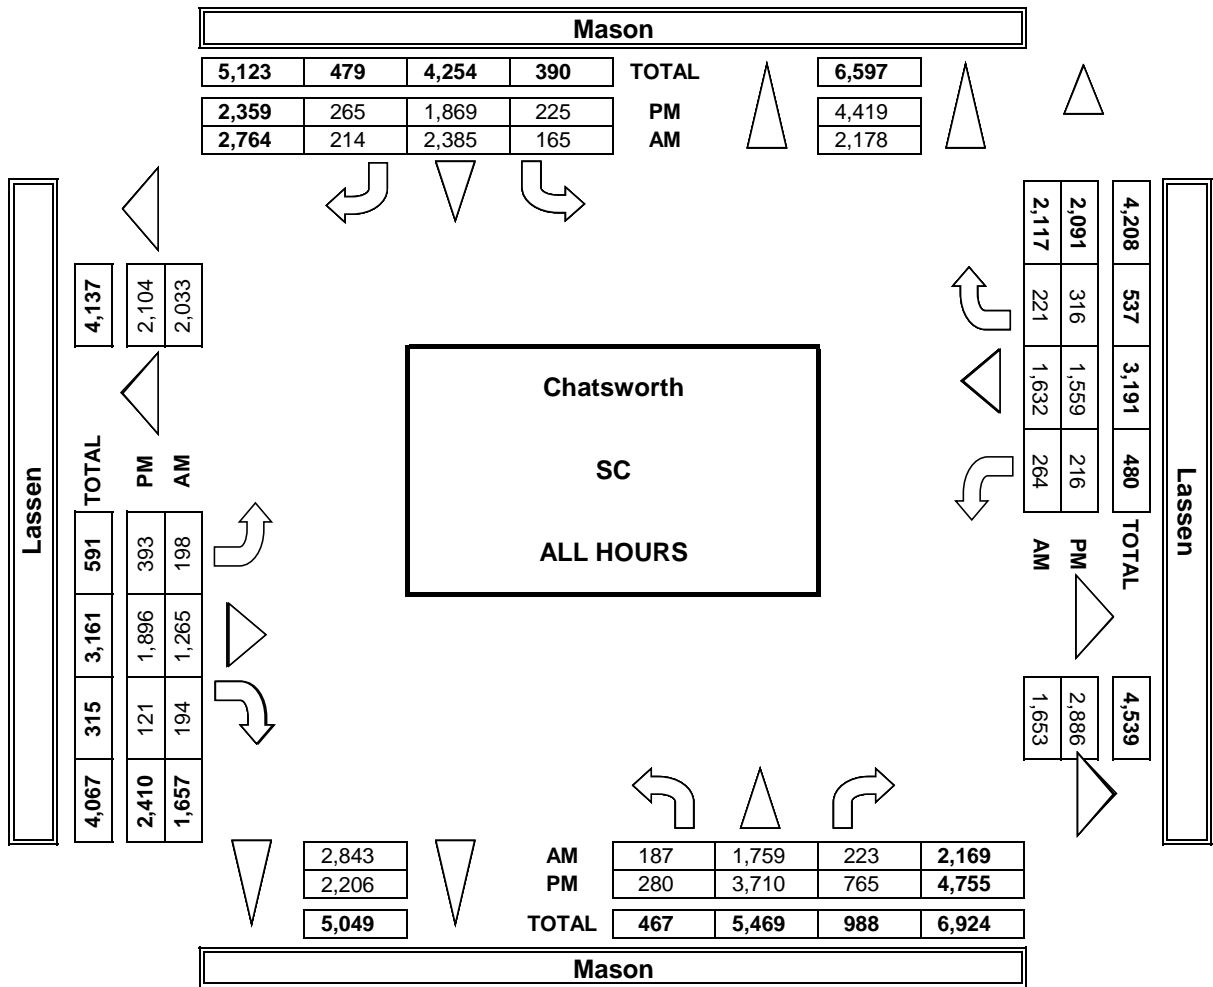 Mason
5,123 479 4,254 390 TOTAL 6,597
2,359 265 1,869 225 PM 4,419
2,764 214 2,385 165 AM 2,178
Lassen
4,137
2,104
2,033
TOTAL 591 3,161 315 4,067
PM 393 1,896 121 2,410
AM 198 1,265 194 1,657
Chatsworth
SC
ALL HOURS
4,208 537 3,191 480 TOTAL 4,539
2,091 316 1,559 216 PM 2,886
2,117 221 1,632 264 AM 1,653
Lassen
2,843 AM 187 1,759 223 2,169
2,206 PM 280 3,710 765 4,755
5,049 TOTAL 467 5,469 988 6,924
Mason